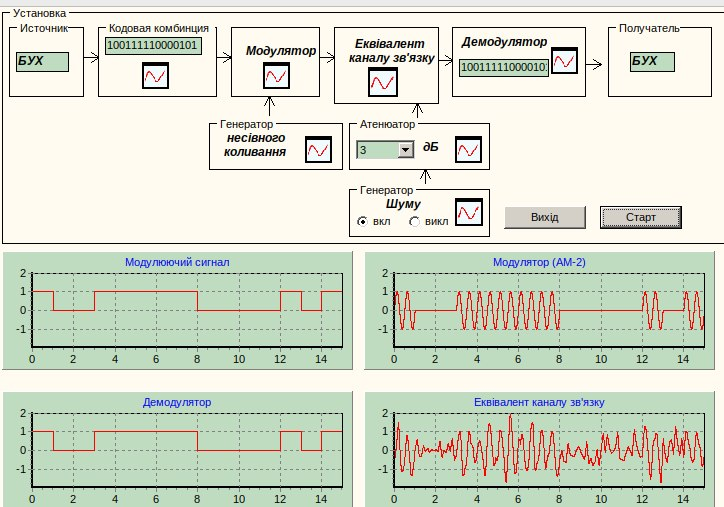 Установка
Источник
Кодовая комбинция
Получатель
БУХ
100111110000101
Модулятор
Еквівалент
каналу зв'язку
Демодулятор
10011111000010
БУХ
Генератор
несівного
коливання
Атенюатор
3
дБ
Генератор
Шуму
вкл
викл
Вихід
Старт
Модулюючий сигнал
2
1
0
-1
0 2 4 6 8 10 12 14
Модулятор (АМ-2)
2
1
0
-1
0 2 4 6 8 10 12 14
Демодулятор
2
1
0
-1
0 2 4 6 8 10 12 14
Еквівалент каналу зв'язку
2
1
0
-1
0 2 4 6 8 10 12 14